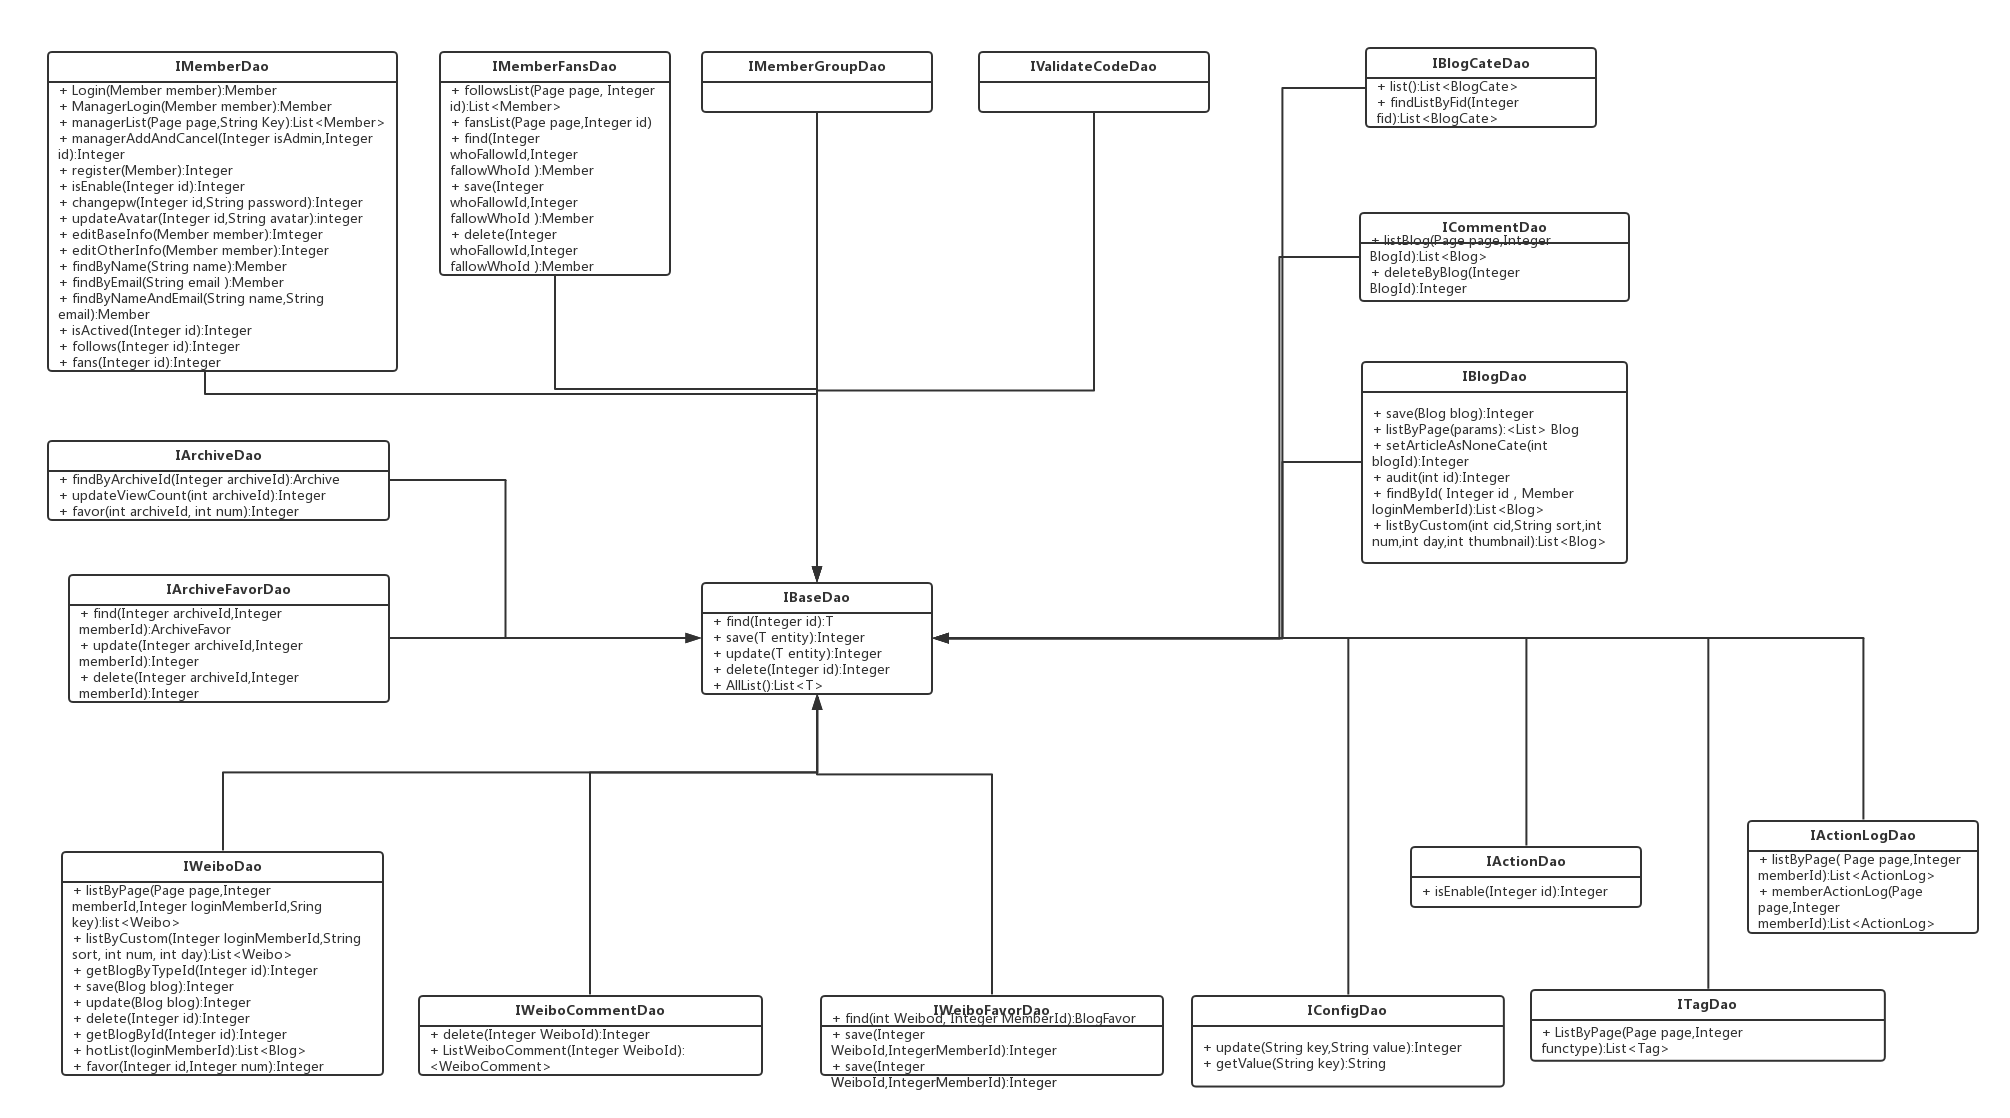 IMemberDao
+ Login(Member member):Member
+ ManagerLogin(Member member):Member
+ managerList(Page page,String Key):List<Member>
+ managerAddAndCancel(Integer isAdmin,Integer
id):Integer
+ register(Member):Integer
+ isEnable(Integer id):Integer
+ changepw(Integer id,String password):Integer
+ updateAvatar(Integer id,String avatar):integer
+ editBaseInfo(Member member):Imteger
+ editOtherInfo(Member member):Integer
+ findByName(String name):Member
+ findByEmail(String email ):Member
+ findByNameAndEmail(String name,String
email):Member
+ isActived(Integer id):Integer
+ follows(Integer id):Integer
+ fans(Integer id):Integer
IMemberFansDao
+ followsList(Page page, Integer
id):List<Member>
+ fansList(Page page,Integer id)
+ find(Integer
whoFallowId,Integer
fallowWhoId ):Member
+ save(Integer
whoFallowId,Integer
fallowWhoId ):Member
+ delete(Integer
whoFallowId,Integer
fallowWhoId ):Member
IMemberGroupDao
IValidateCodeDao
IBlogCateDao
+ list():List<BlogCate>
+ findListByFid(Integer
fid):List<BlogCate>
ICommentDao
+ listBlog(Page page,Integer
BlogId):List<Blog>
+ deleteByBlog(Integer
BlogId):Integer
IBlogDao
+ save(Blog blog):Integer
+ listByPage(params):<List> Blog
+ setArticleAsNoneCate(int
blogId):Integer
+ audit(int id):Integer
+ findById( Integer id , Member
loginMemberId):List<Blog>
+ listByCustom(int cid,String sort,int
num,int day,int thumbnail):List<Blog>
IArchiveDao
+ findByArchiveId(Integer archiveId):Archive
+ updateViewCount(int archiveId):Integer
+ favor(int archiveId, int num):Integer
IArchiveFavorDao
+ find(Integer archiveId,Integer
memberId):ArchiveFavor
+ update(Integer archiveId,Integer
memberId):Integer
+ delete(Integer archiveId,Integer
memberId):Integer
IBaseDao
+ find(Integer id):T
+ save(T entity):Integer
+ update(T entity):Integer
+ delete(Integer id):Integer
+ AllList():List<T>
IWeiboDao
+ listByPage(Page page,Integer
memberId,Integer loginMemberId,Sring
key):list<Weibo>
+ listByCustom(Integer loginMemberId,String
sort, int num, int day):List<Weibo>
+ getBlogByTypeId(Integer id):Integer
+ save(Blog blog):Integer
+ update(Blog blog):Integer
+ delete(Integer id):Integer
+ getBlogById(Integer id):Integer
+ hotList(loginMemberId):List<Blog>
+ favor(Integer id,Integer num):Integer
IWeiboCommentDao
+ delete(Integer WeiboId):Integer
+ ListWeiboComment(Integer WeiboId):
<WeiboComment>
IWeiboFavorDao
+ find(int Weibod, Integer MemberId):BlogFavor
+ save(Integer
WeiboId,IntegerMemberId):Integer
+ save(Integer
WeiboId,IntegerMemberId):Integer
IConfigDao
+ update(String key,String value):Integer
+ getValue(String key):String
IActionDao
+ isEnable(Integer id):Integer
ITagDao
+ ListByPage(Page page,Integer
functype):List<Tag>
IActionLogDao
+ listByPage( Page page,Integer
memberId):List<ActionLog>
+ memberActionLog(Page
page,Integer
memberId):List<ActionLog>